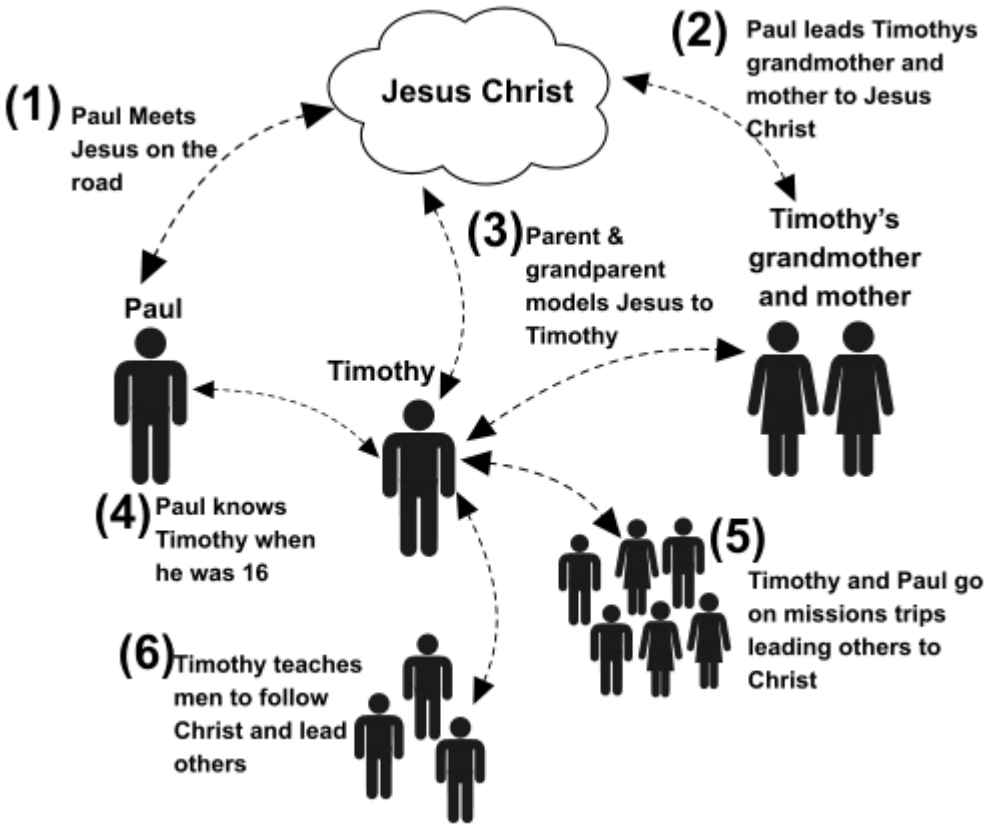 Jesus Christ
(1)
Paul Meets
Jesus on the
road
(2)
Paul leads Timothys
grandmother and
mother to Jesus
Christ
(3)
Parent &
grandparent
models Jesus to
Timothy
Timothy's
grandmother
and mother
Paul
Timothy
(4)
Paul knows
Timothy when
he was 16
(5)
Timothy and Paul go
on missions trips
leading others to
Christ
(6)
Timothy teaches
men to follow
Christ and lead
others